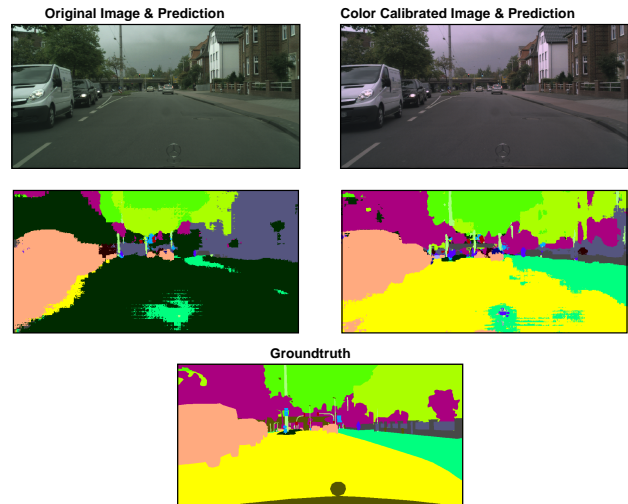 Original Image & Prediction
Color Calibrated Image & Prediction
Groundtruth